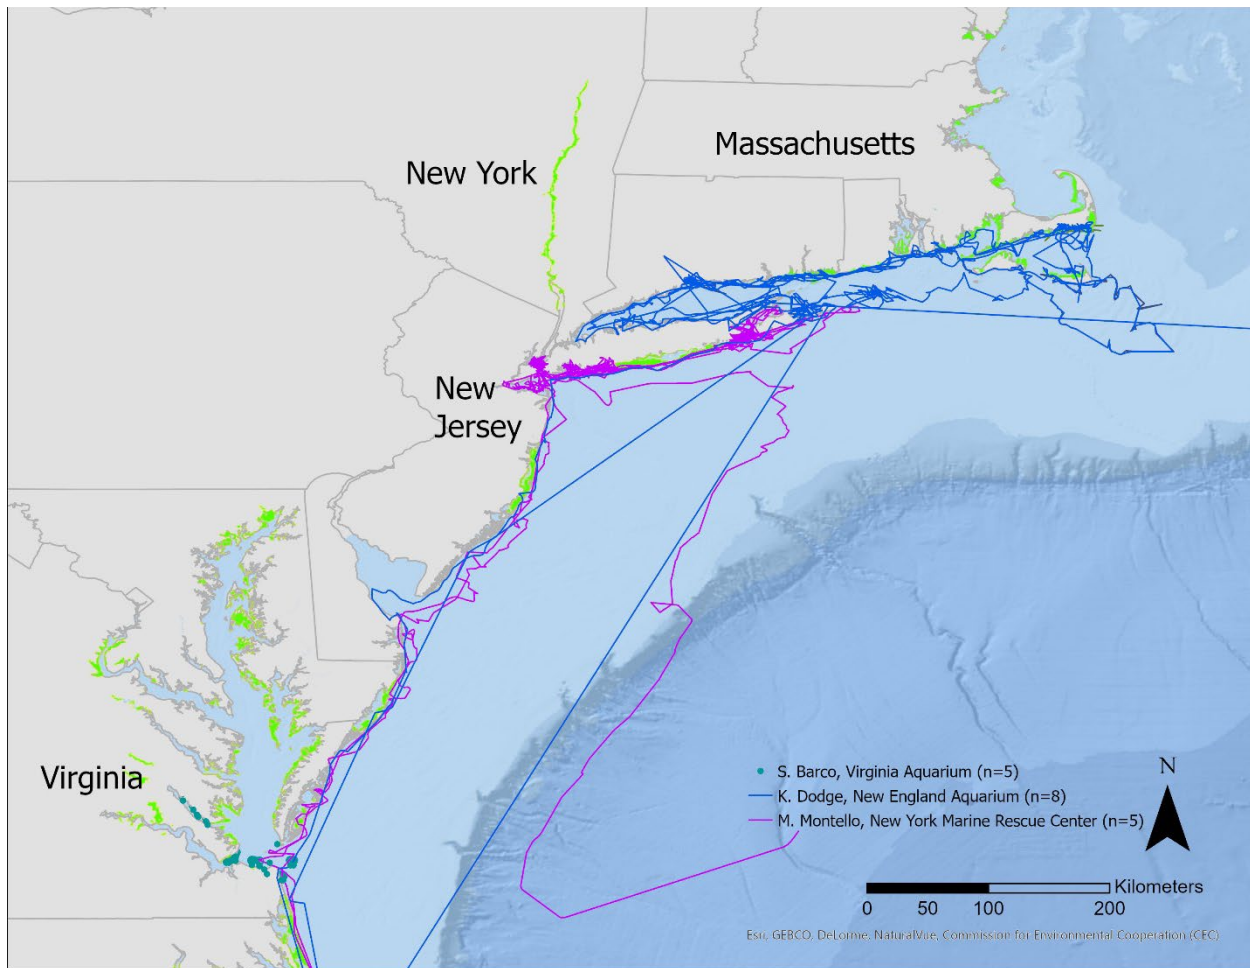 Massachusetts
New York
New
Jersey
Virginia
S. Barco, Virginia Aquarium (n=5)
K. Dodge, New England Aquarium (n=8)
M. Montello, New York Marine Rescue Center (n=5)
N
Kilometers
0 50 100 200
Esri, GEBCO, DeLorme, NaturalVue, Commission for Environmental Cooperation (CEC)